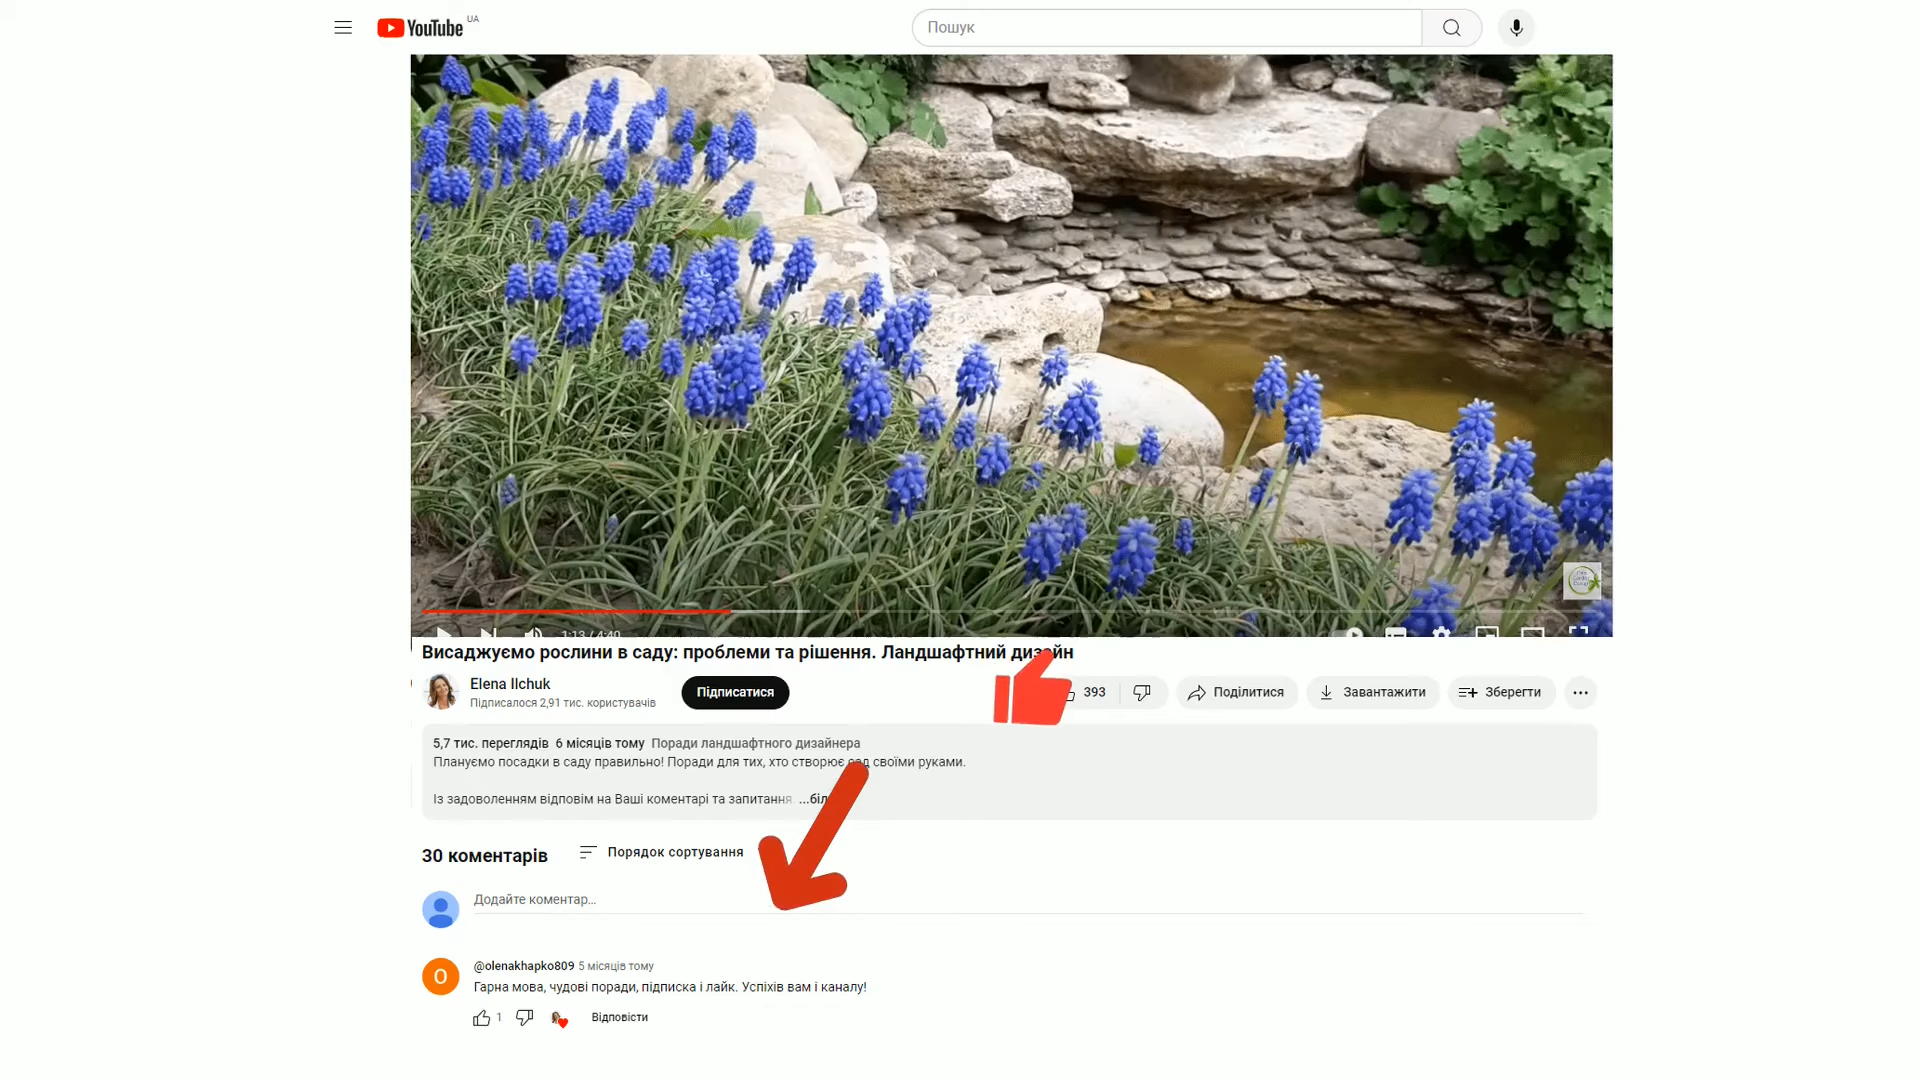 YouTube UA
Пошук
1:13 / 4:40
Висаджуємо рослини в саду: проблеми та рішення. Ландшафтний дизайн
Elena Ilchuk
Підписалося 2,91 тис. користувачів
Підписатися
393
Поділитися
Завантажити
Зберегти
5,7 тис. переглядів 6 місяців тому Поради ландшафтного дизайнера
Плануємо посадки в саду правильно! Поради для тих, хто створює сад своїми руками.
Із задоволенням відповім на Ваші коментарі та запитання. ...біл
30 коментарів
Порядок сортування
Додайте коментар...
O
@olenakhapko809 5 місяців тому
Гарна мова, чудові поради, підписка і лайк. Успіхів вам і каналу!
1
Відповісти